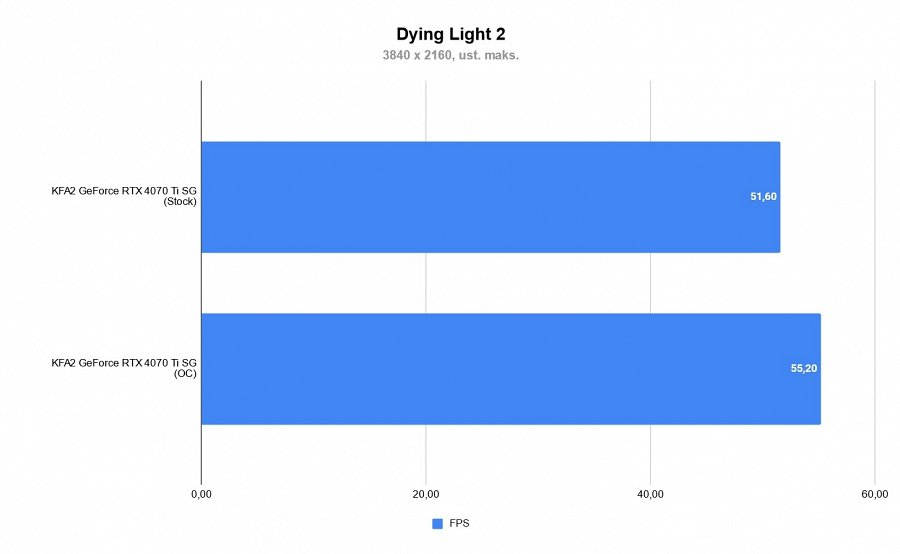 Dying Light 2
3840 x 2160, ust. maks.
KFA2 GeForce RTX 4070 Ti SG
(Stock)
51,60
KFA2 GeForce RTX 4070 Ti SG
(OC)
55,20
0,00 20,00 40,00 60,00
FPS